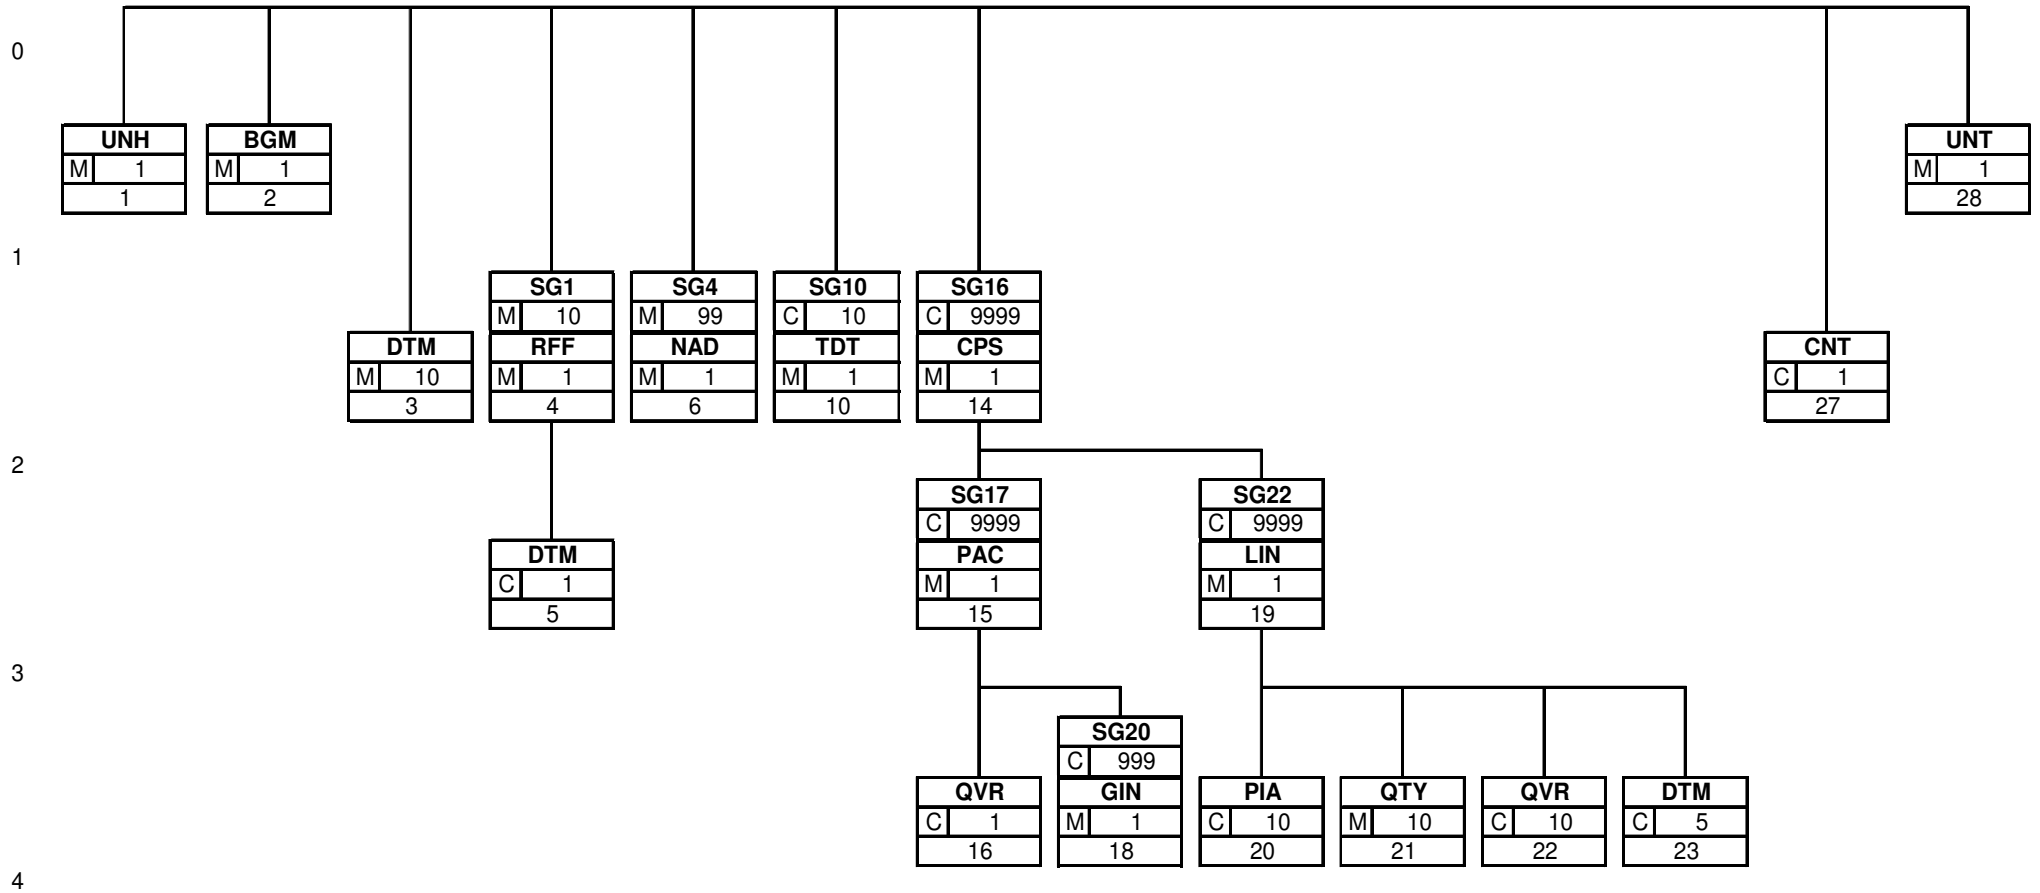 0
UNH BGM UNT
M 1 M 1 M 1
1 2 28
1
SG1 SG4 SG10 SG16
M 10 M 99 C 10 C 9999
DTM RFF NAD TDT CPS CNT
M 10 M 1 M 1 M 1 M 1 C 1
3 4 6 10 14 27
2
SG17 SG22
C 9999 C 9999
DTM PAC LIN
C 1 M 1 M 1
5 15 19
3
SG20
C 999
QVR GIN PIA QTY QVR DTM
C 1 M 1 C 10 M 10 C 10 C 5
16 18 20 21 22 23
4